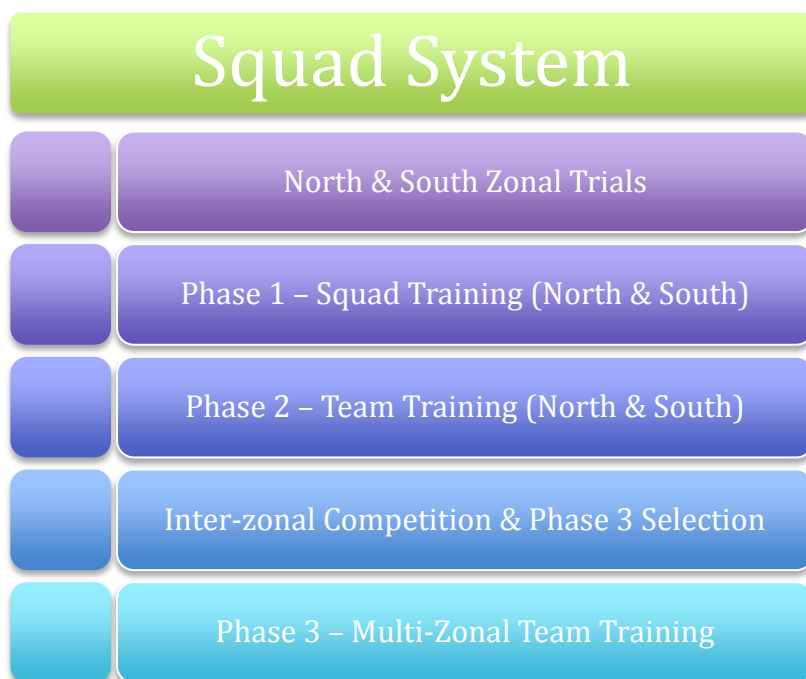 Squad System
North & South Zonal Trials
Phase 1 – Squad Training (North & South)
Phase 2 – Team Training (North & South)
Inter-zonal Competition & Phase 3 Selection
Phase 3 – Multi-Zonal Team Training